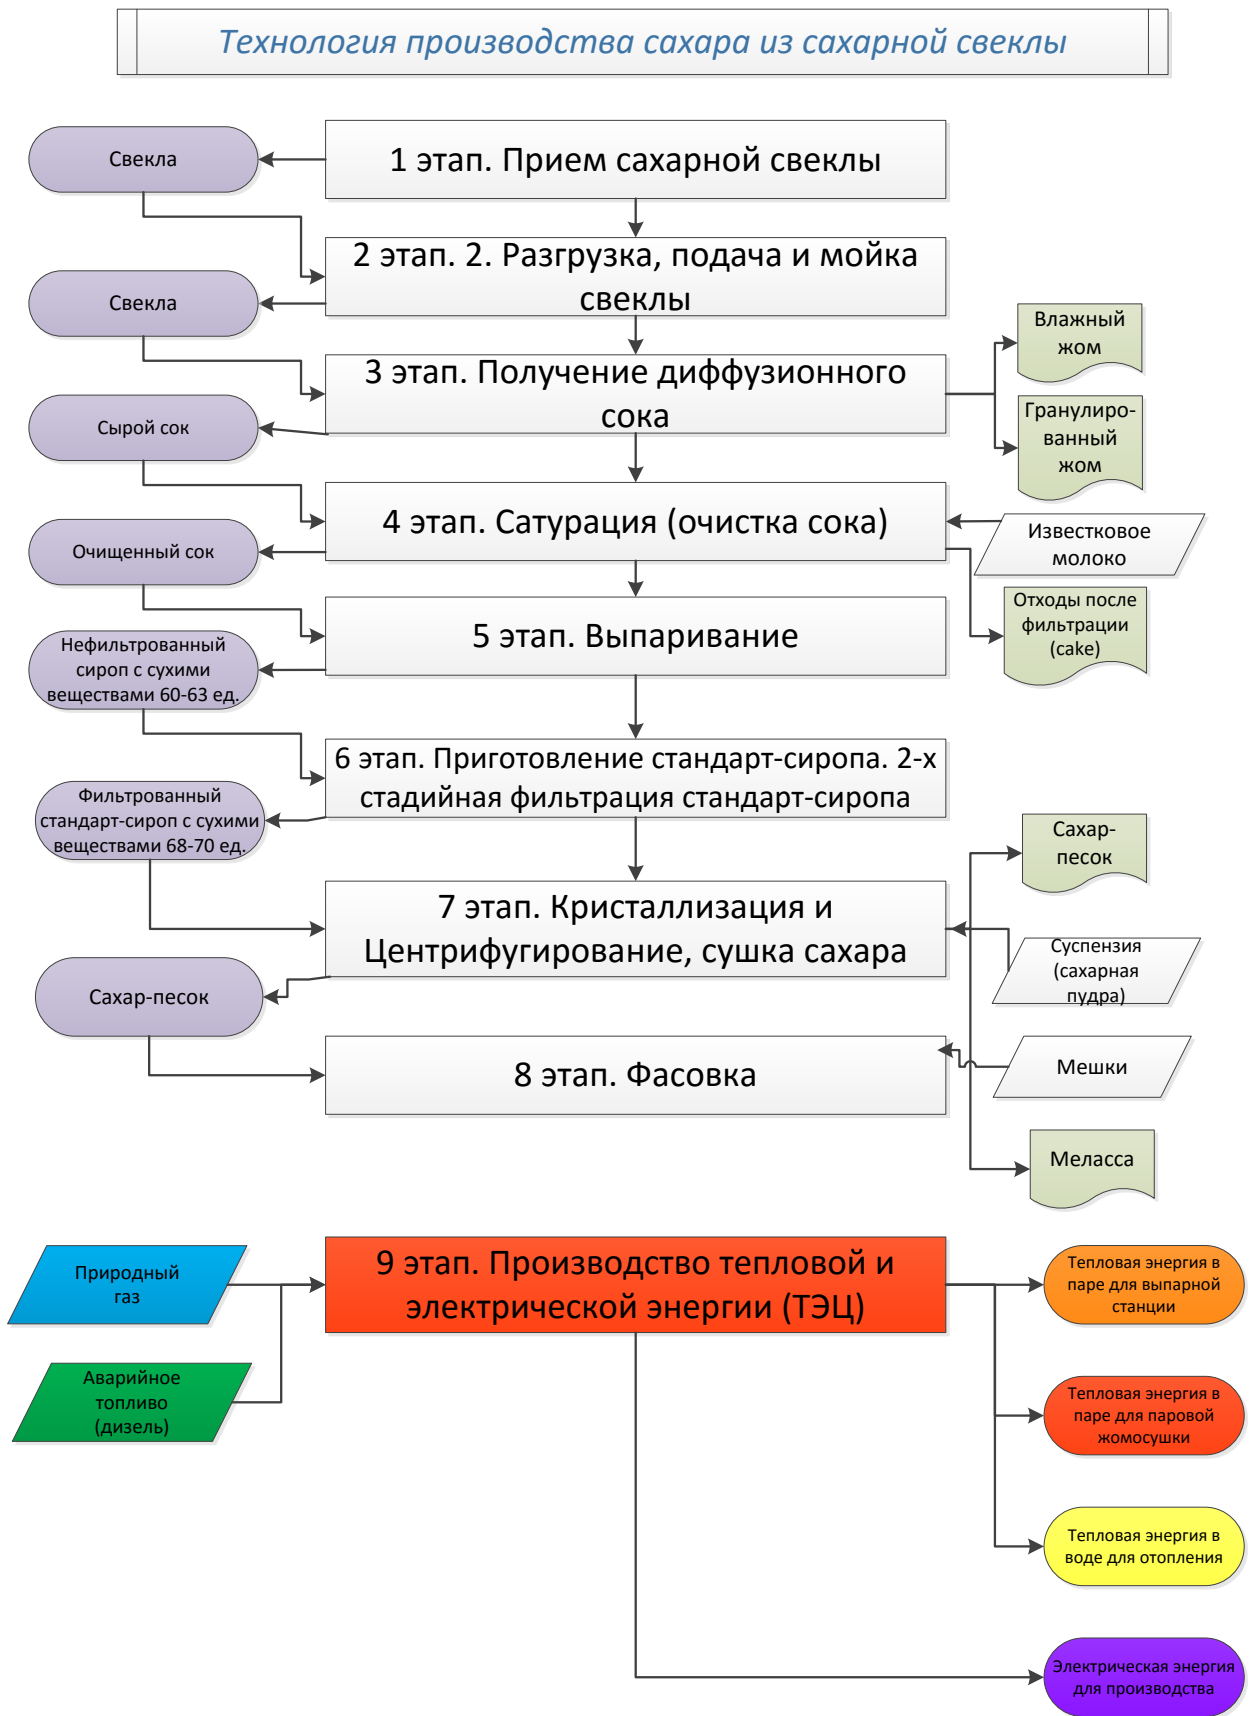 Технология производства сахара из сахарной свеклы
1 этап. Прием сахарной свеклы
Свекла
2 этап. 2. Разгрузка, подача и мойка
свеклы
Свекла
Влажный
жом
3 этап. Получение диффузионного
сока
Гранулиро-
ванный
жом
Сырой сок
4 этап. Сатурация (очистка сока)
Известковое
молоко
Очищенный сок
Отходы после
фильтрации
(cake)
5 этап. Выпаривание
Нефильтрованный
сироп с сухими
веществами 60-63 ед.
6 этап. Приготовление стандарт-сиропа. 2-х
стадийная фильтрация стандарт-сиропа
Фильтрованный
стандарт-сироп с сухими
веществами 68-70 ед.
Сахар-
песок
7 этап. Кристаллизация и
Центрифугирование, сушка сахара
Суспензия
(сахарная
пудра)
Сахар-песок
8 этап. Фасовка
Мешки
Меласса
Природный
газ
9 этап. Производство тепловой и
электрической энергии (ТЭЦ)
Тепловая энергия в
паре для выпарной
станции
Аварийное
топливо
(дизель)
Тепловая энергия в
паре для паровой
жомосушки
Тепловая энергия в
воде для отопления
Электрическая энергия
для производства